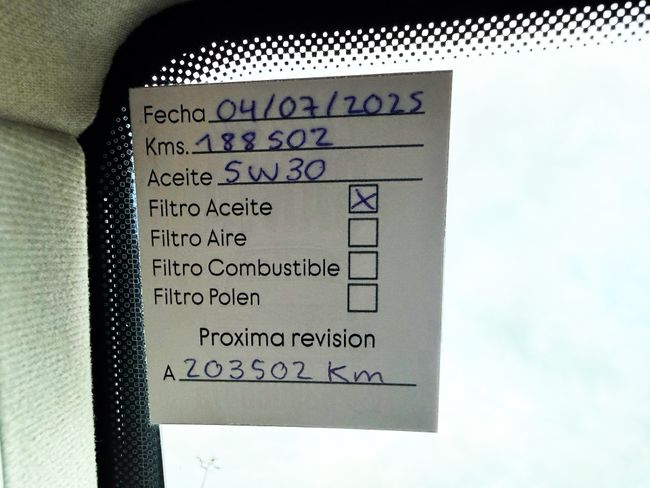 Fecha 04/07/2025
Kms. 188502
Aceite 5W30
Filtro Aceite X
Filtro Aire
Filtro Combustible
Filtro Polen
Proxima revision
A 203502 Km